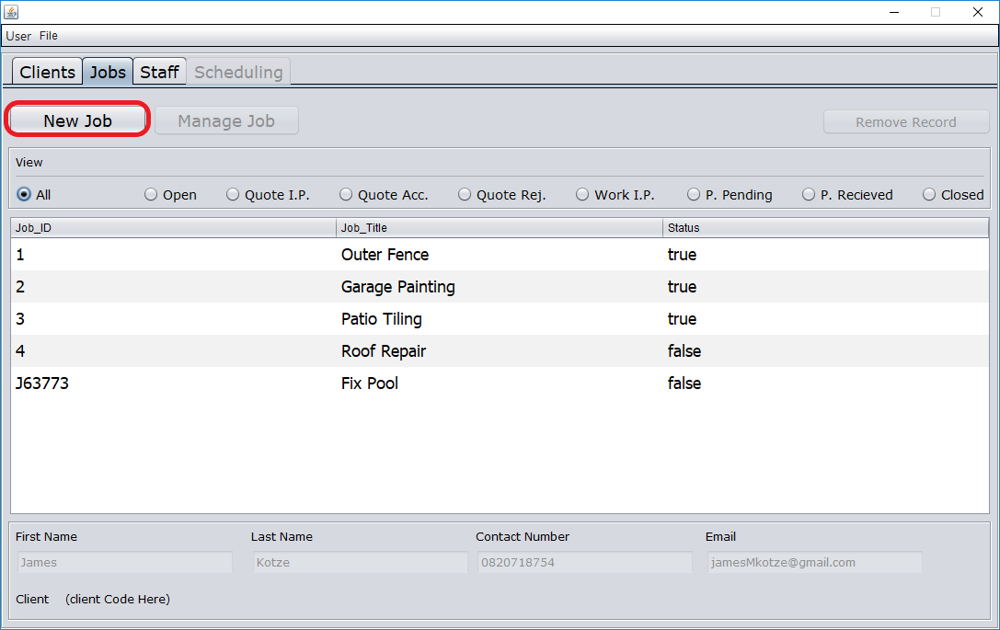 User File
Clients Jobs Staff Scheduling
New Job Manage Job Remove Record
View
All Open Quote I.P. Quote Acc. Quote Rej. Work I.P. P. Pending P. Recieved Closed
Job_ID Job_Title Status
1 Outer Fence true
2 Garage Painting true
3 Patio Tiling true
4 Roof Repair false
J63773 Fix Pool false
First Name Last Name Contact Number Email
James Kotze 0820718754 jamesMkotze@gmail.com
Client (client Code Here)